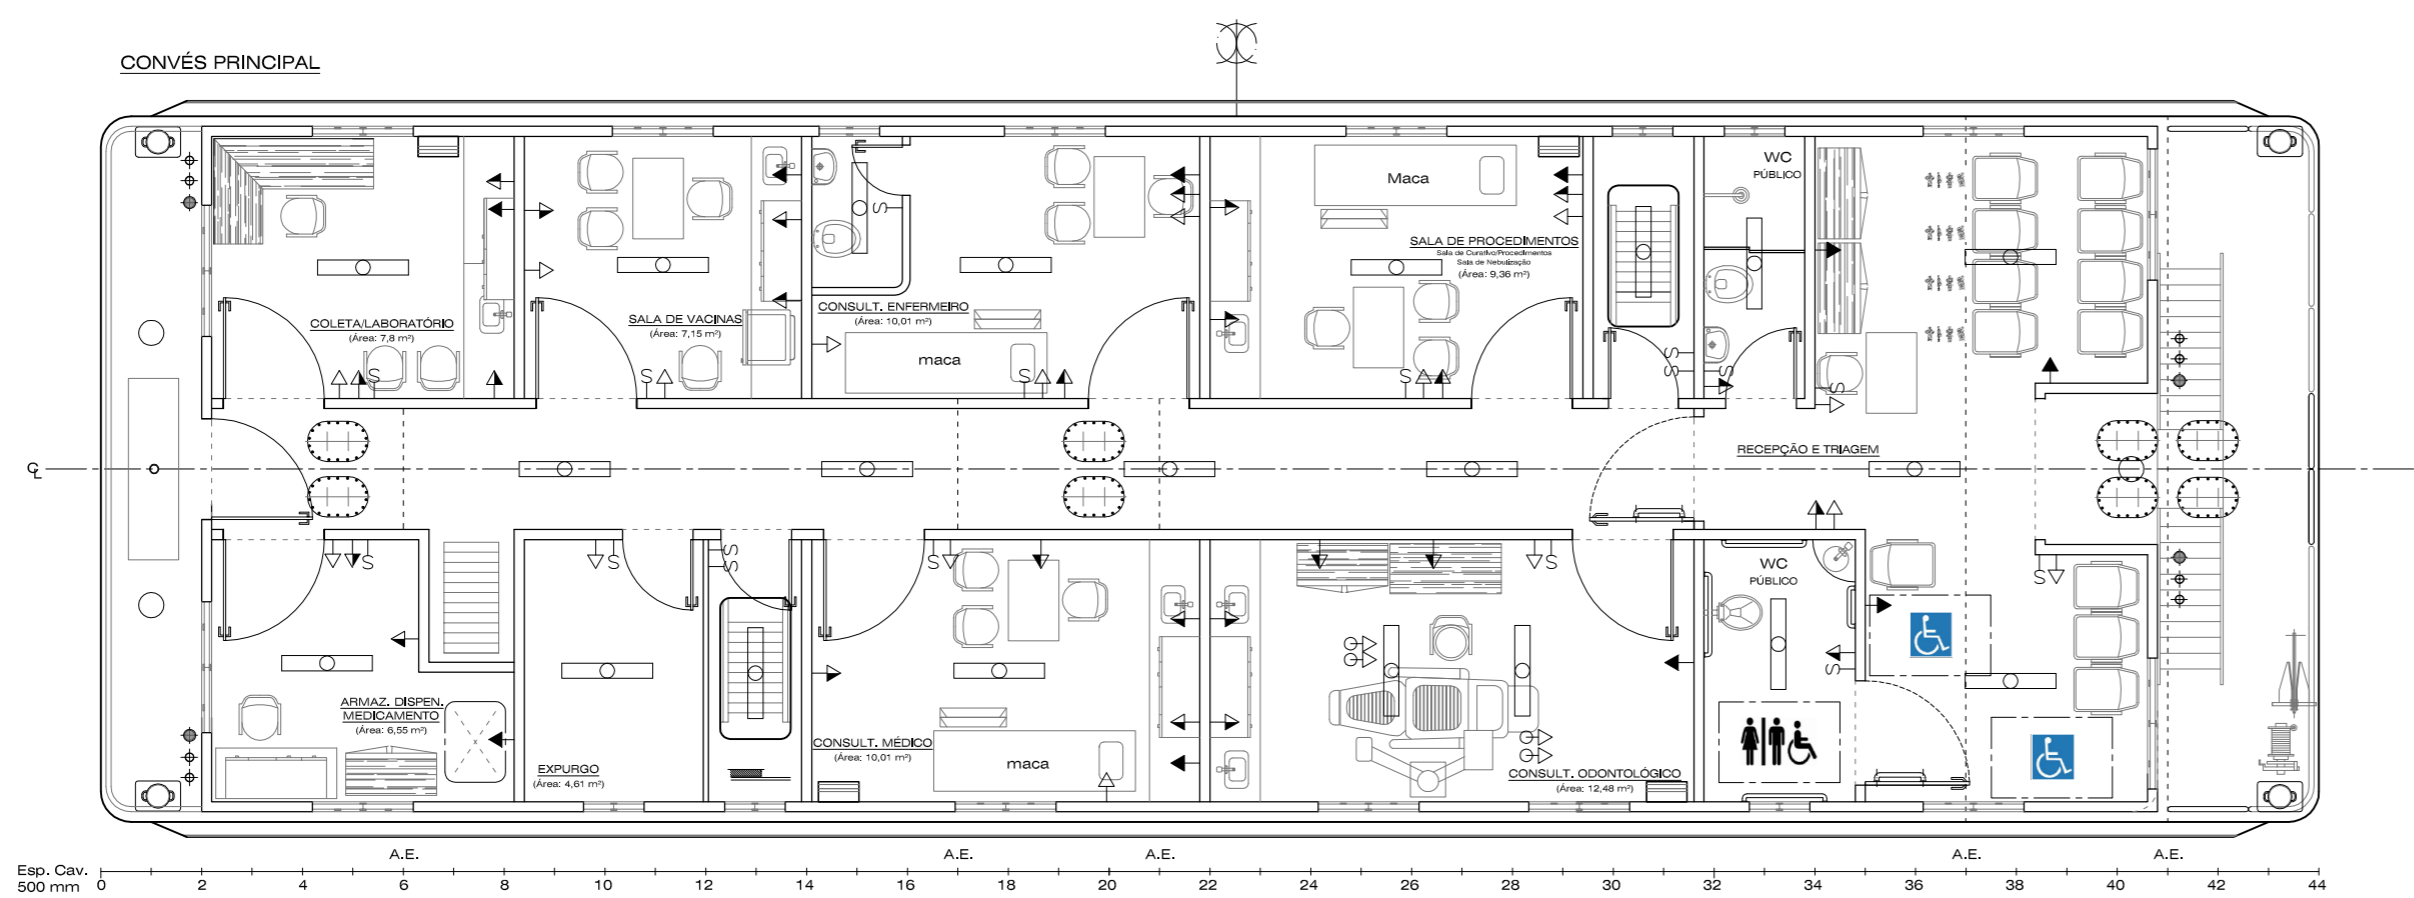 CONVÉS PRINCIPAL
WC
PÚBLICO
Maca
SALA DE PROCEDIMENTOS
Sala de Curativo/Procedimentos
Sala de Nebulização
(Área: 9,36 m²)
COLETA/LABORATÓRIO
(Área: 7,8 m²)
SALA DE VACINAS
(Área: 7,15 m²)
CONSULT. ENFERMEIRO
(Área: 10,01 m²)
maca
S S S S S S S S S
RECEPÇÃO E TRIAGEM
CL
S S S S S S S S
WC
PÚBLICO
ARMAZ. DISPEN.
MEDICAMENTO
(Área: 6,55 m²)
EXPURGO
(Área: 4,61 m²)
CONSULT. MÉDICO
(Área: 10,01 m²)
maca
CONSULT. ODONTOLÓGICO
(Área: 12,48 m²)
A.E. A.E. A.E. A.E. A.E.
Esp. Cav.
500 mm 0 2 4 6 8 10 12 14 16 18 20 22 24 26 28 30 32 34 36 38 40 42 44